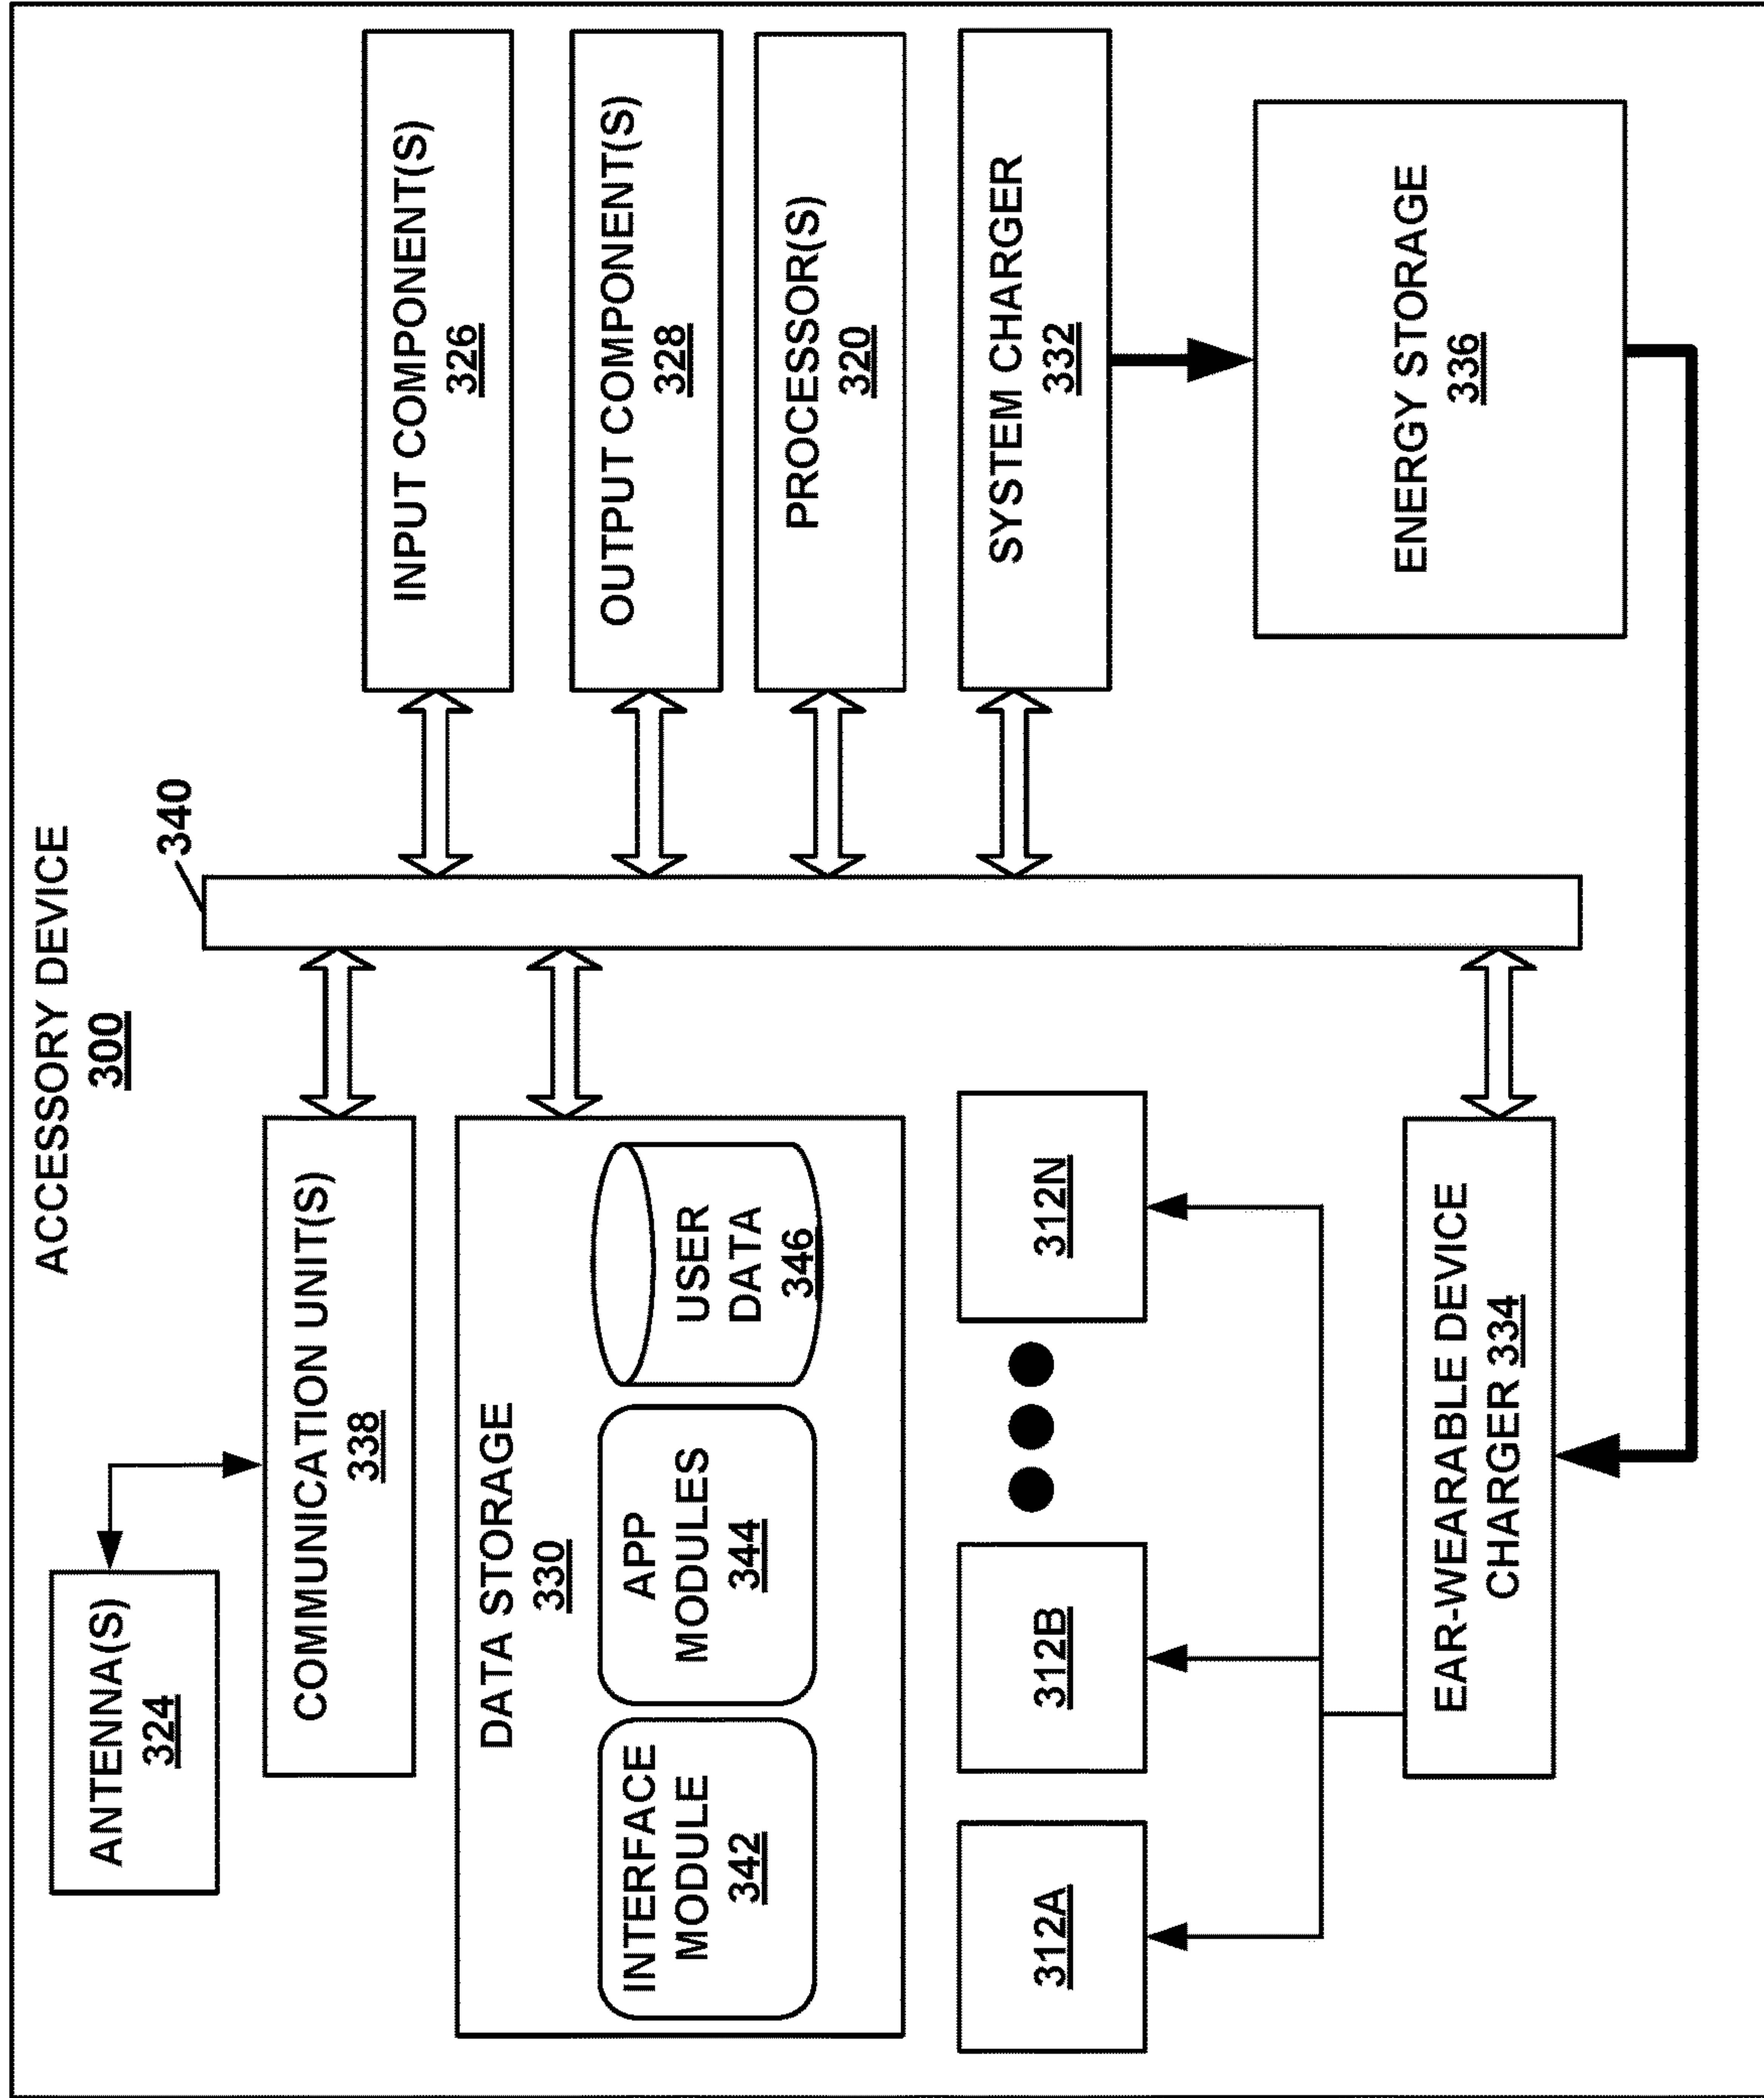 ACCESSORY DEVICE
300
340
ANTENNA(S)
324
COMMUNICATION UNIT(S)
338
INPUT COMPONENT(S)
326
DATA STORAGE
330
INTERFACE
MODULE
342
APP
MODULES
344
USER
DATA
346
OUTPUT COMPONENT(S)
328
PROCESSOR(S)
320
312A
312B
312N
SYSTEM CHARGER
332
EAR-WEARABLE DEVICE
CHARGER 334
ENERGY STORAGE
336